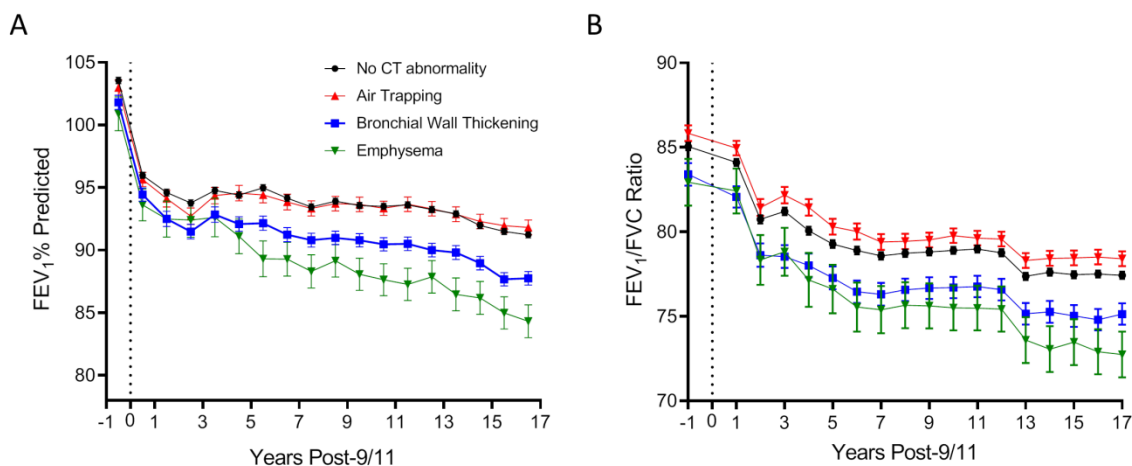 A
105
100
95
90
85
80
-1 0 1 3 5 7 9 11 13 15 17
FEV1% Predicted
Years Post-9/11
No CT abnormality
Air Trapping
Bronchial Wall Thickening
Emphysema
B
90
85
80
75
70
-1 0 1 3 5 7 9 11 13 15 17
FEV1/FVC Ratio
Years Post-9/11